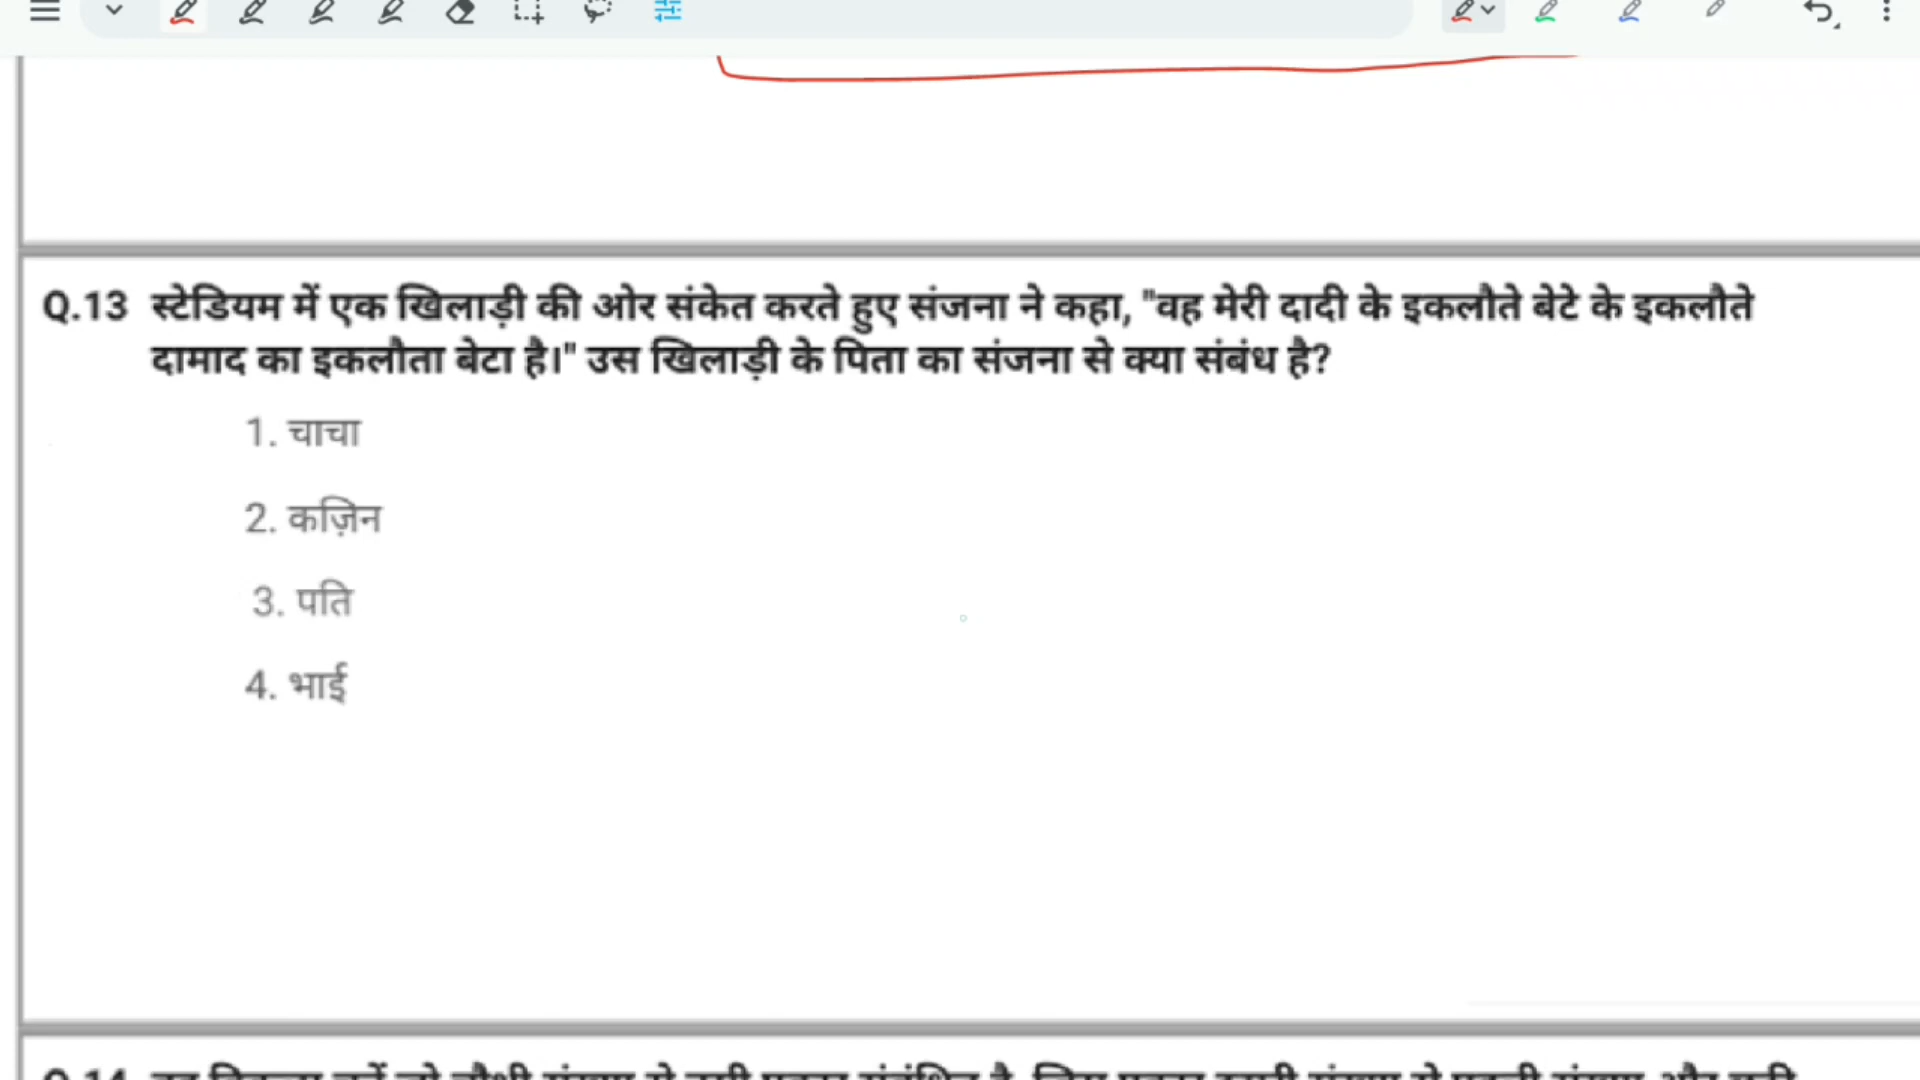 Q.13 स्टेडियम में एक खिलाड़ी की ओर संकेत करते हुए संजना ने कहा, "वह मेरी दादी के इकलौते बेटे के इकलौते
दामाद का इकलौता बेटा है।" उस खिलाड़ी के पिता का संजना से क्या संबंध है?
1. चाचा
2. कज़िन
3. पति
4. भाई